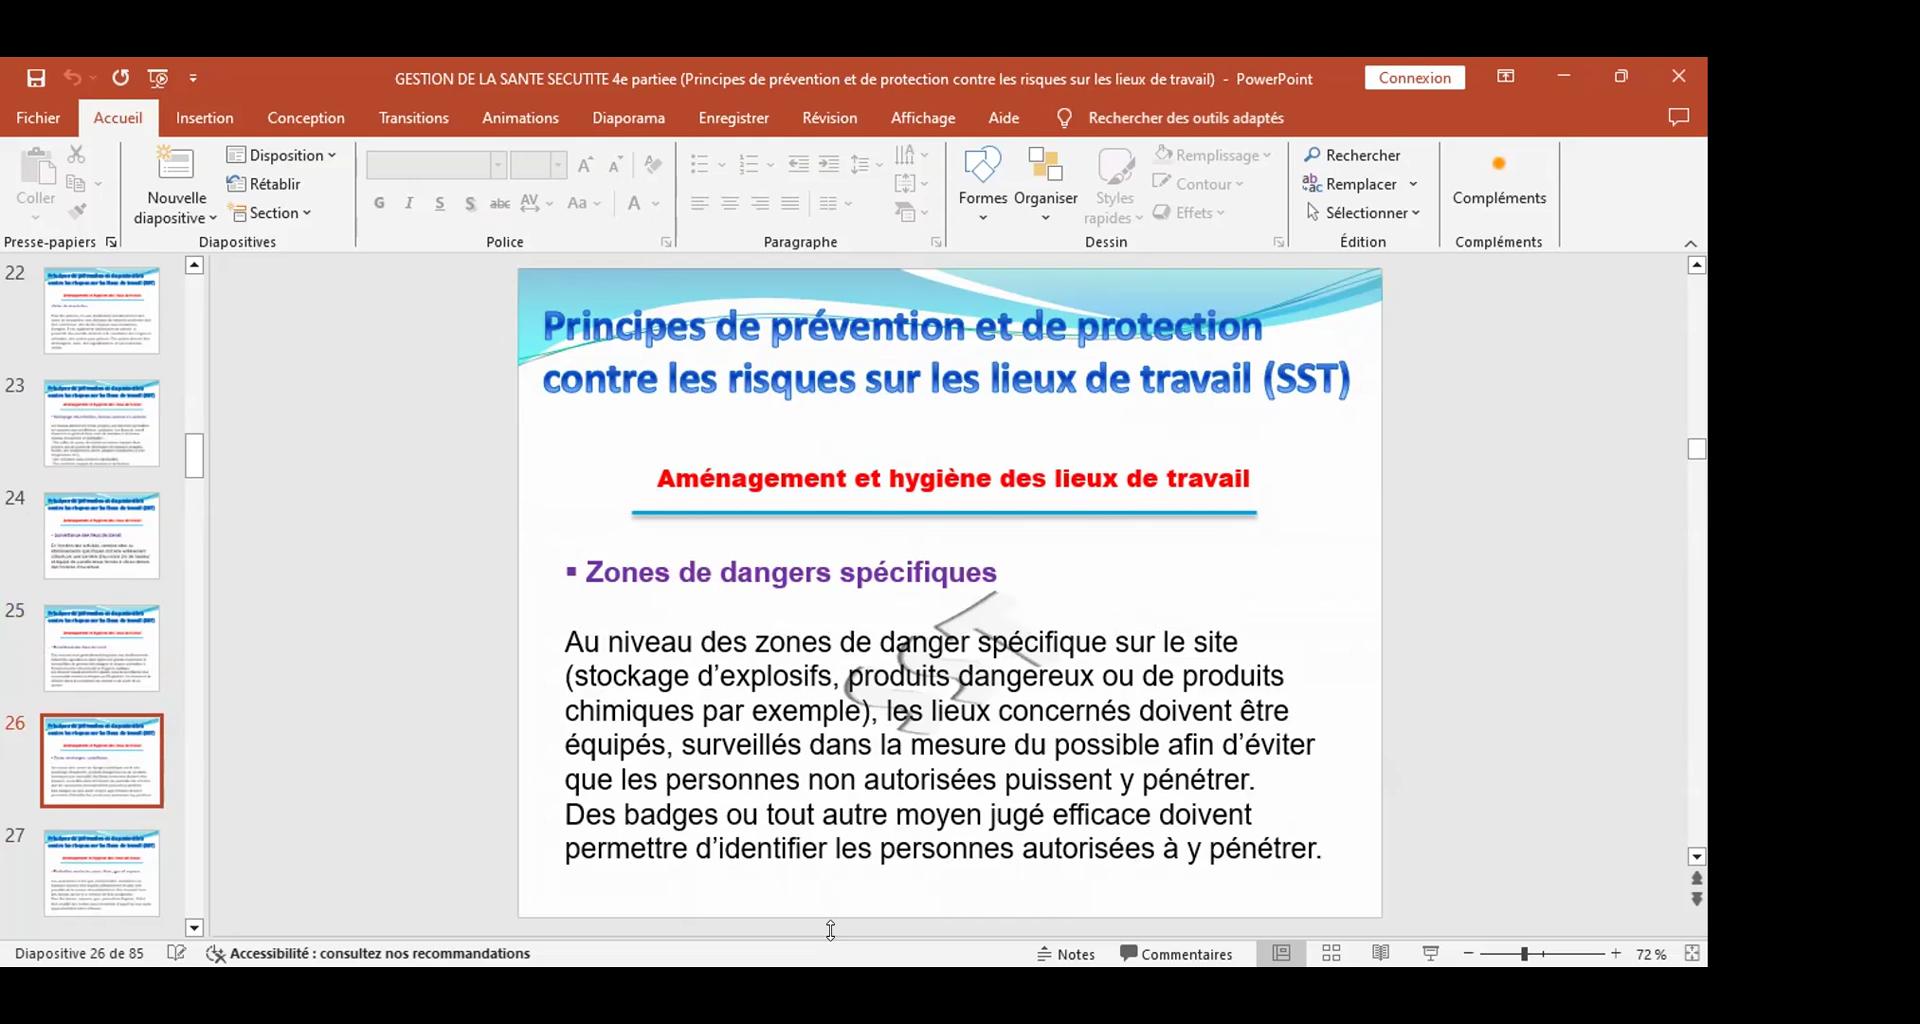 GESTION DE LA SANTE SECUTITE 4e partiee (Principes de prévention et de protection contre les risques sur les lieux de travail) - PowerPoint
Connexion
Fichier
Accueil
Insertion
Conception
Transitions
Animations
Diaporama
Enregistrer
Révision
Affichage
Aide
Rechercher des outils adaptés
Coller
Presse-papiers
Nouvelle
diapositive
Disposition
Rétablir
Section
Diapositives
G I S S abc AV Aa A
Police
Paragraphe
Formes
Organiser
Styles
rapides
Remplissage
Contour
Effets
Dessin
Rechercher
Remplacer
Sélectionner
Édition
Compléments
Compléments
22
23
24
25
26
27
Principes de prévention et de protection
contre les risques sur les lieux de travail (SST)
Aménagement et hygiène des lieux de travail
▪ Zones de dangers spécifiques
Au niveau des zones de danger spécifique sur le site
(stockage d’explosifs, produits dangereux ou de produits
chimiques par exemple), les lieux concernés doivent être
équipés, surveillés dans la mesure du possible afin d’éviter
que les personnes non autorisées puissent y pénétrer.
Des badges ou tout autre moyen jugé efficace doivent
permettre d’identifier les personnes autorisées à y pénétrer.
Diapositive 26 de 85
Accessibilité : consultez nos recommandations
Notes
Commentaires
72 %